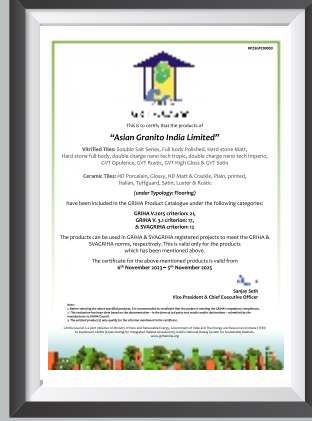 This is to certify that the products of
"Asian Granito India Limited"
Vitrified Tiles: Soluble Salt Series, Full body Polished, Hard stone Matt,
Hard stone full body, double charge nano tech tropic, double charge nano tech Imperio,
GVT Opulence, GVT Rustic, GVT High Gloss & GVT Satin
Ceramic Tiles: HD Porcelain, Glossy, HD Matt & Crackle, Plain, printed,
Italian, Tuffguard, Satin, Luster & Rustic
(under Typology: Flooring)
have been included in the GRIHA Product Catalogue under the following categories:
GRIHA V.2015 criterion: 21,
GRIHA V. 3.1 criterion: 17,
& SVAGRIHA criterion: 12
The products can be used in GRIHA & SVAGRIHA registered projects to meet the GRIHA &
SVAGRIHA norms, respectively. This is valid only for the products
which has been mentioned above.
The certificate for the above-mentioned products is valid from
6th November 2023 – 5th November 2025
Sanjay Seth
Vice President & Chief Executive Officer
Note:
www.grihaindia.org